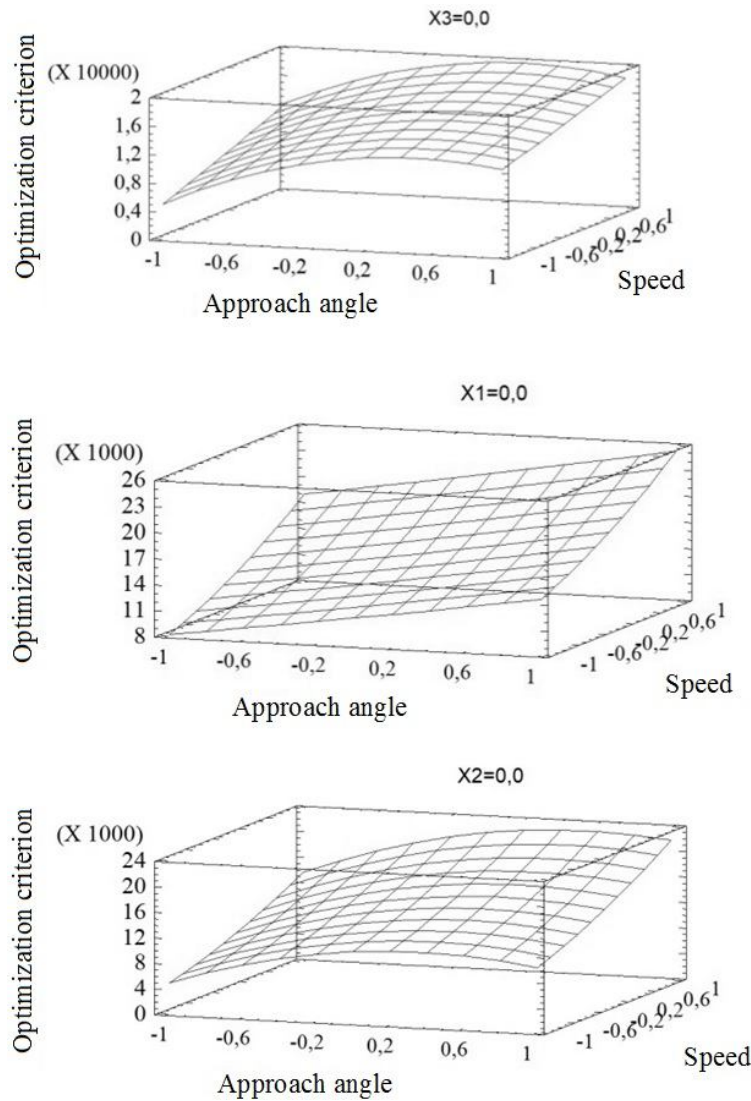 X3=0,0
(X 10000)
Optimization criterion
2
1,6
1,2
0,8
0,4
0
-1 -0,6 -0,2 0,2 0,6 1
Approach angle
-1 -0,6 -0,2 0,2 0,6 1
Speed
X1=0,0
(X 1000)
Optimization criterion
26
23
20
17
14
11
8
-1 -0,6 -0,2 0,2 0,6 1
Approach angle
-1 -0,6 -0,2 0,2 0,6 1
Speed
X2=0,0
(X 1000)
Optimization criterion
24
20
16
12
8
4
0
-1 -0,6 -0,2 0,2 0,6 1
Approach angle
-1 -0,6 -0,2 0,2 0,6 1
Speed